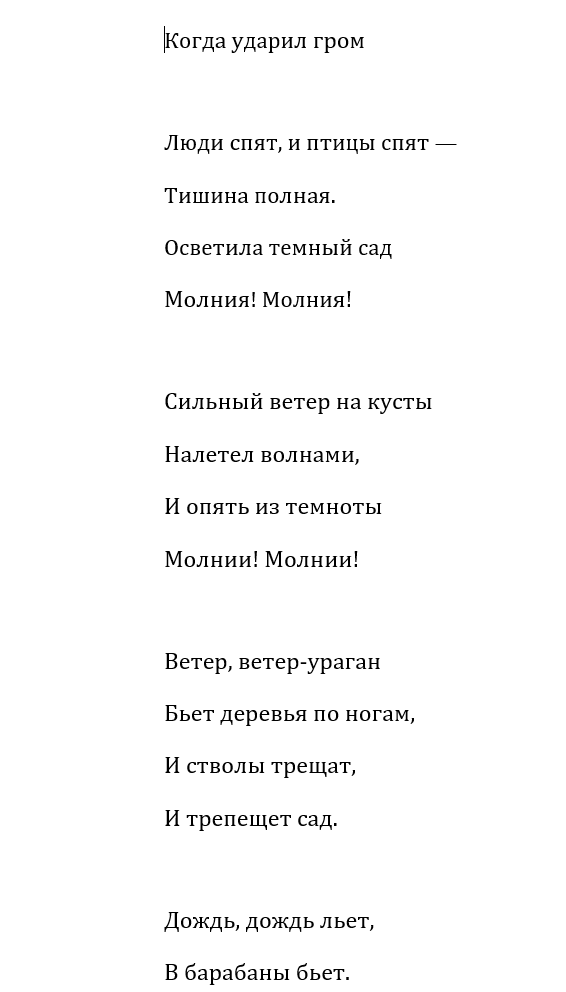 Когда ударил гром
Люди спят, и птицы спят —
Тишина полная.
Осветила темный сад
Молния! Молния!
Сильный ветер на кусты
Налетел волнами,
И опять из темноты
Молнии! Молнии!
Ветер, ветер-ураган
Бьет деревья по ногам,
И стволы трещат,
И трепещет сад.
Дождь, дождь льет,
В барабаны бьет.